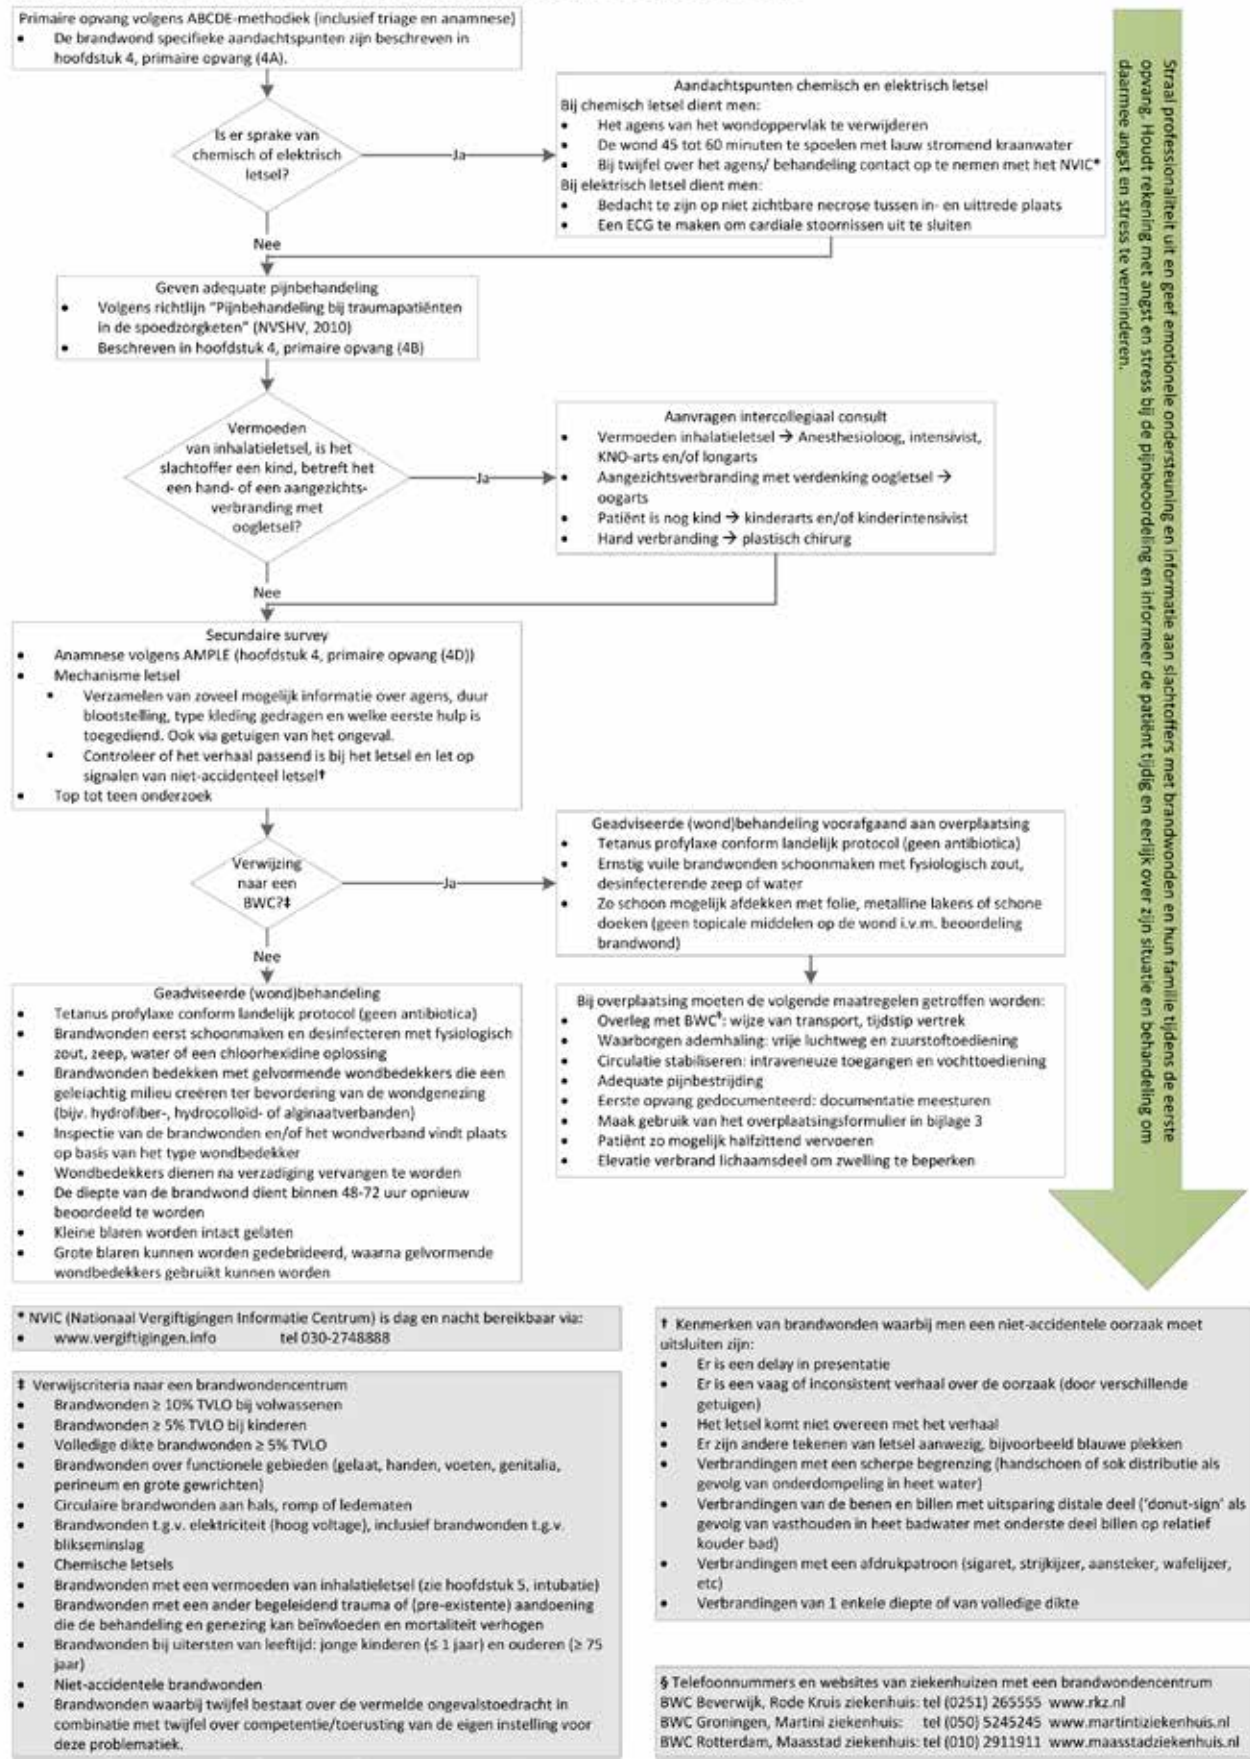 Primaire opvang volgens ABCDE-methodiek (inclusief triage en anamnese)
• De brandwond specifieke aandachtspunten zijn beschreven in
hoofdstuk 4, primaire opvang (4A).
Is er sprake van
chemisch of elektrisch
letsel?
Ja
Aandachtspunten chemisch en elektrisch letsel
Bij chemisch letsel dient men:
• Het agens van het wondoppervlak te verwijderen
• De wond 45 tot 60 minuten te spoelen met lauw stromend kraanwater
• Bij twijfel over het agens/ behandeling contact op te nemen met het NVIC*
Bij elektrisch letsel dient men:
• Bedacht te zijn op niet zichtbare necrose tussen in- en uittrede plaats
• Een ECG te maken om cardiale stoornissen uit te sluiten
Nee
Geven adequate pijnbehandeling
• Volgens richtlijn "Pijnbehandeling bij traumapatiënten
in de spoedzorgketen" (NVSHV, 2010)
• Beschreven in hoofdstuk 4, primaire opvang (4B)
Vermoeden
van inhalatieletsel, is het
slachtoffer een kind, betreft het
een hand- of een aangezichts-
verbranding met
oogletsel?
Ja
Aanvragen intercollegiaal consult
• Vermoeden inhalatieletsel → Anesthesioloog, intensivist,
KNO-arts en/of longarts
• Aangezichtsverbranding met verdenking oogletsel →
oogarts
• Patiënt is nog kind → kinderarts en/of kinderintensivist
• Hand verbranding → plastisch chirurg
Nee
Secundaire survey
• Anamnese volgens AMPLE (hoofdstuk 4, primaire opvang (4D))
• Mechanisme letsel
▪ Verzamelen van zoveel mogelijk informatie over agens, duur
blootstelling, type kleding gedragen en welke eerste hulp is
toegediend. Ook via getuigen van het ongeval.
▪ Controleer of het verhaal passend is bij het letsel en let op
signalen van niet-accidenteel letsel†
• Top tot teen onderzoek
Verwijzing
naar een
BWC?‡
Ja
Geadviseerde (wond)behandeling voorafgaand aan overplaatsing
• Tetanus profylaxe conform landelijk protocol (geen antibiotica)
• Ernstig vuile brandwonden schoonmaken met fysiologisch zout,
desinfecterende zeep of water
• Zo schoon mogelijk afdekken met folie, metalline lakens of schone
doeken (geen topicale middelen op de wond i.v.m. beoordeling
brandwond)
Nee
Geadviseerde (wond)behandeling
• Tetanus profylaxe conform landelijk protocol (geen antibiotica)
• Brandwonden eerst schoonmaken en desinfecteren met fysiologisch
zout, zeep, water of een chloorhexidine oplossing
• Brandwonden bedekken met gelvormende wondbedekkers die een
geleiachtig milieu creëren ter bevordering van de wondgenezing
(bijv. hydrofiber-, hydrocolloid- of alginaatverbanden)
• Inspectie van de brandwonden en/of het wondverband vindt plaats
op basis van het type wondbedekker
• Wondbedekkers dienen na verzadiging vervangen te worden
• De diepte van de brandwond dient binnen 48-72 uur opnieuw
beoordeeld te worden
• Kleine blaren worden intact gelaten
• Grote blaren kunnen worden gedebrideerd, waarna gelvormende
wondbedekkers gebruikt kunnen worden
Bij overplaatsing moeten de volgende maatregelen getroffen worden:
• Overleg met BWC§: wijze van transport, tijdstip vertrek
• Waarborgen ademhaling: vrije luchtweg en zuurstoftoediening
• Circulatie stabiliseren: intraveneuze toegangen en vochttoediening
• Adequate pijnbestrijding
• Eerste opvang gedocumenteerd: documentatie meesturen
• Maak gebruik van het overplaatsingsformulier in bijlage 3
• Patiënt zo mogelijk halfzittend vervoeren
• Elevatie verbrand lichaamsdeel om zwelling te beperken
Straal professionaliteit uit en geef emotionele ondersteuning en informatie aan slachtoffers met brandwonden en hun familie tijdens de eerste
opvang. Houdt rekening met angst en stress bij de pijnbeoordeling en informeer de patiënt tijdig en eerlijk over zijn situatie en behandeling om
daarmee angst en stress te verminderen.
* NVIC (Nationaal Vergiftigingen Informatie Centrum) is dag en nacht bereikbaar via:
• www.vergiftigingen.info tel 030-2748888
‡ Verwijscriteria naar een brandwondencentrum
• Brandwonden ≥ 10% TVLO bij volwassenen
• Brandwonden ≥ 5% TVLO bij kinderen
• Volledige dikte brandwonden ≥ 5% TVLO
• Brandwonden over functionele gebieden (gelaat, handen, voeten, genitalia,
perineum en grote gewrichten)
• Circulaire brandwonden aan hals, romp of ledematen
• Brandwonden t.g.v. elektriciteit (hoog voltage), inclusief brandwonden t.g.v.
blikseminslag
• Chemische letsels
• Brandwonden met een vermoeden van inhalatieletsel (zie hoofdstuk 5, intubatie)
• Brandwonden met een ander begeleidend trauma of (pre-existente) aandoening
die de behandeling en genezing kan beïnvloeden en mortaliteit verhogen
• Brandwonden bij uitersten van leeftijd: jonge kinderen (≤ 1 jaar) en ouderen (≥ 75
jaar)
• Niet-accidentele brandwonden
• Brandwonden waarbij twijfel bestaat over de vermelde ongevalstoedracht in
combinatie met twijfel over competentie/toerusting van de eigen instelling voor
deze problematiek.
† Kenmerken van brandwonden waarbij men een niet-accidentele oorzaak moet
uitsluiten zijn:
• Er is een delay in presentatie
• Er is een vaag of inconsistent verhaal over de oorzaak (door verschillende
getuigen)
• Het letsel komt niet overeen met het verhaal
• Er zijn andere tekenen van letsel aanwezig, bijvoorbeeld blauwe plekken
• Verbrandingen met een scherpe begrenzing (handschoen of sok distributie als
gevolg van onderdompeling in heet water)
• Verbrandingen van de benen en billen met uitsparing distale deel ('donut-sign' als
gevolg van vasthouden in heet badwater met onderste deel billen op relatief
kouder bad)
• Verbrandingen met een afdrukpatroon (sigaret, strijkijzer, aansteker, wafelijzer,
etc)
• Verbrandingen van 1 enkele diepte of van volledige dikte
§ Telefoonnummers en websites van ziekenhuizen met een brandwondencentrum
BWC Beverwijk, Rode Kruis ziekenhuis: tel (0251) 265555 www.rkz.nl
BWC Groningen, Martini ziekenhuis: tel (050) 5245245 www.martintiziekenhuis.nl
BWC Rotterdam, Maasstad ziekenhuis: tel (010) 2911911 www.maasstadziekenhuis.nl